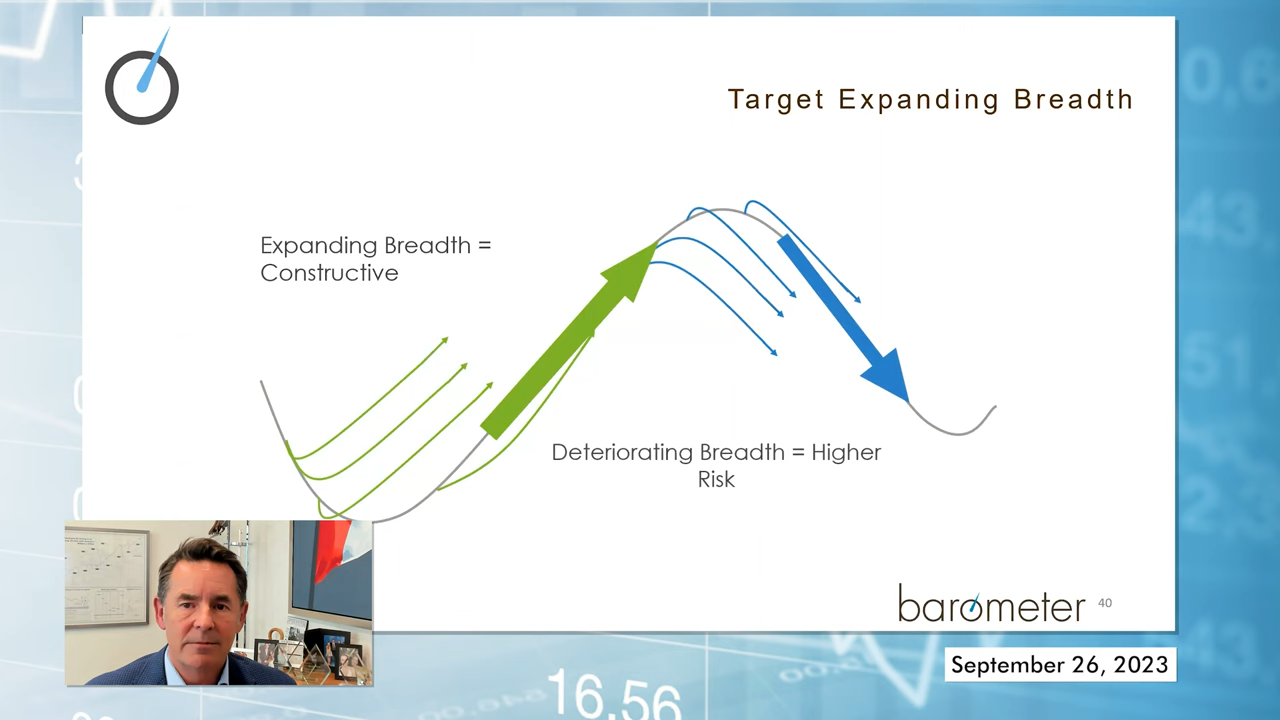 Target Expanding Breadth
Expanding Breadth =
Constructive
Deteriorating Breadth = Higher
Risk
barometer
40
September 26, 2023
16,56